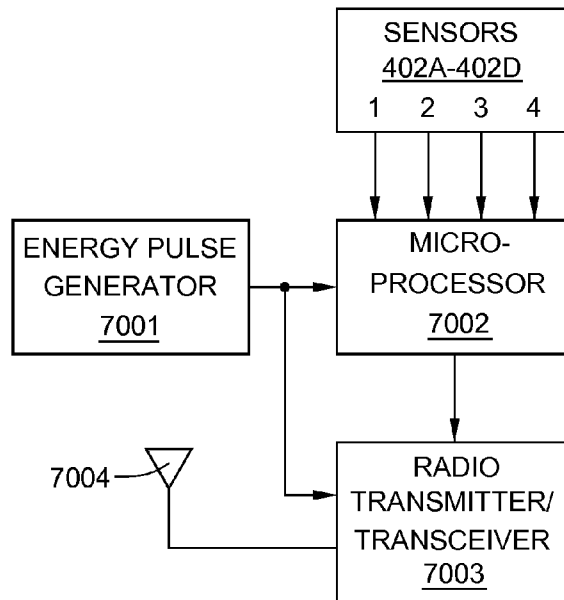 SENSORS
402A-402D
1 2 3 4
ENERGY PULSE
GENERATOR
7001
MICRO-
PROCESSOR
7002
7004
RADIO
TRANSMITTER/
TRANSCEIVER
7003